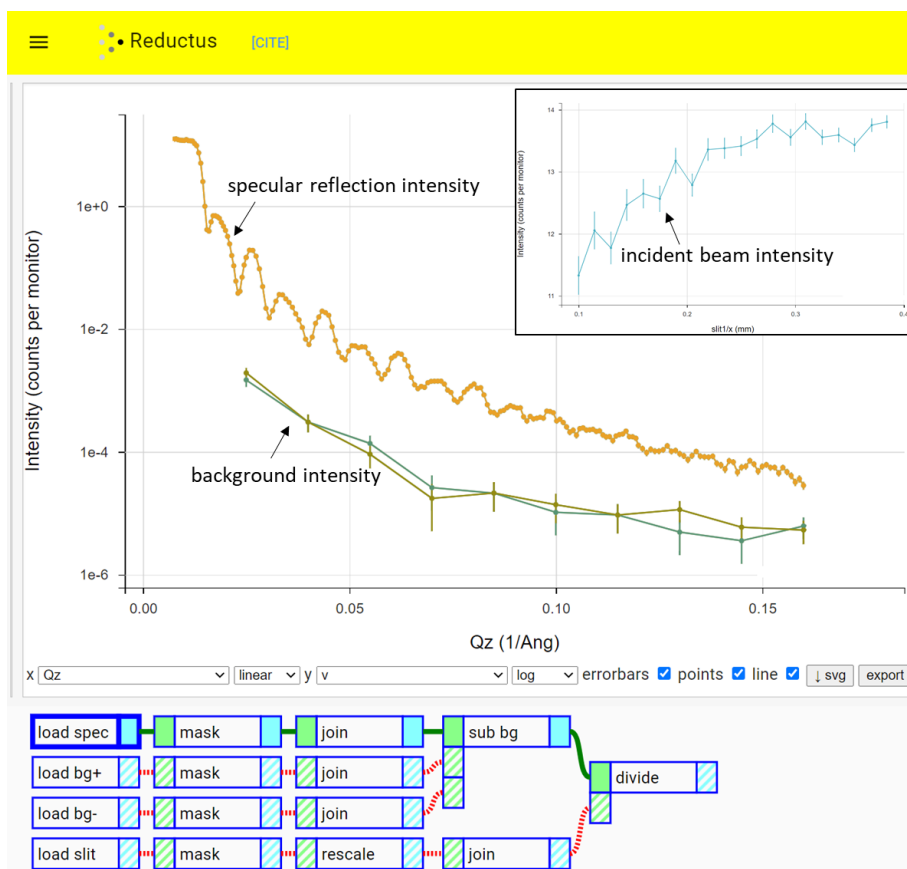 Reductus [CITE]
Intensity (counts per monitor)
1e+0
1e-2
1e-4
1e-6
0.00 0.05 0.10 0.15
Qz (1/Ang)
specular reflection intensity
background intensity
Intensity (counts per monitor)
14
13
12
11
0.1 0.2 0.3 0.4
slit1/x (mm)
incident beam intensity
x Qz linear y v log errorbars points line ↓ svg export
load spec mask join sub bg
load bg+ mask join divide
load bg- mask join
load slit mask rescale join